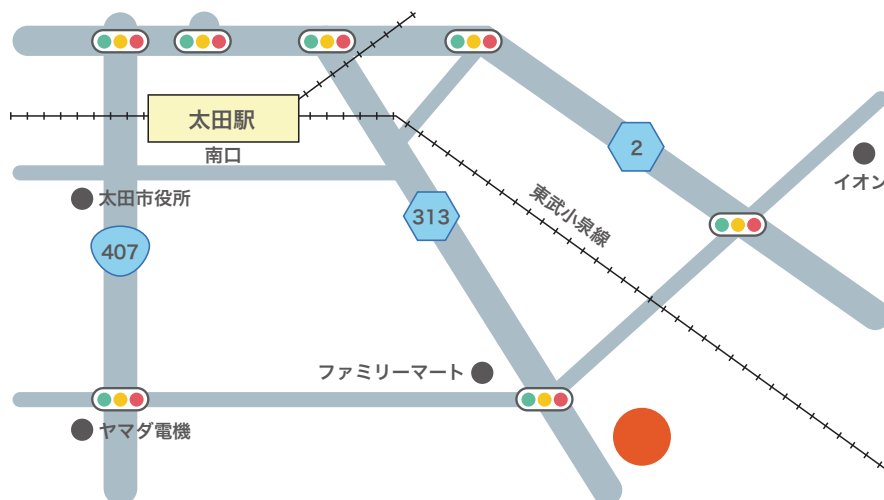 太田駅
南口
2
イオン
太田市役所
313
東武小泉線
407
ファミリーマート
ヤマダ電機